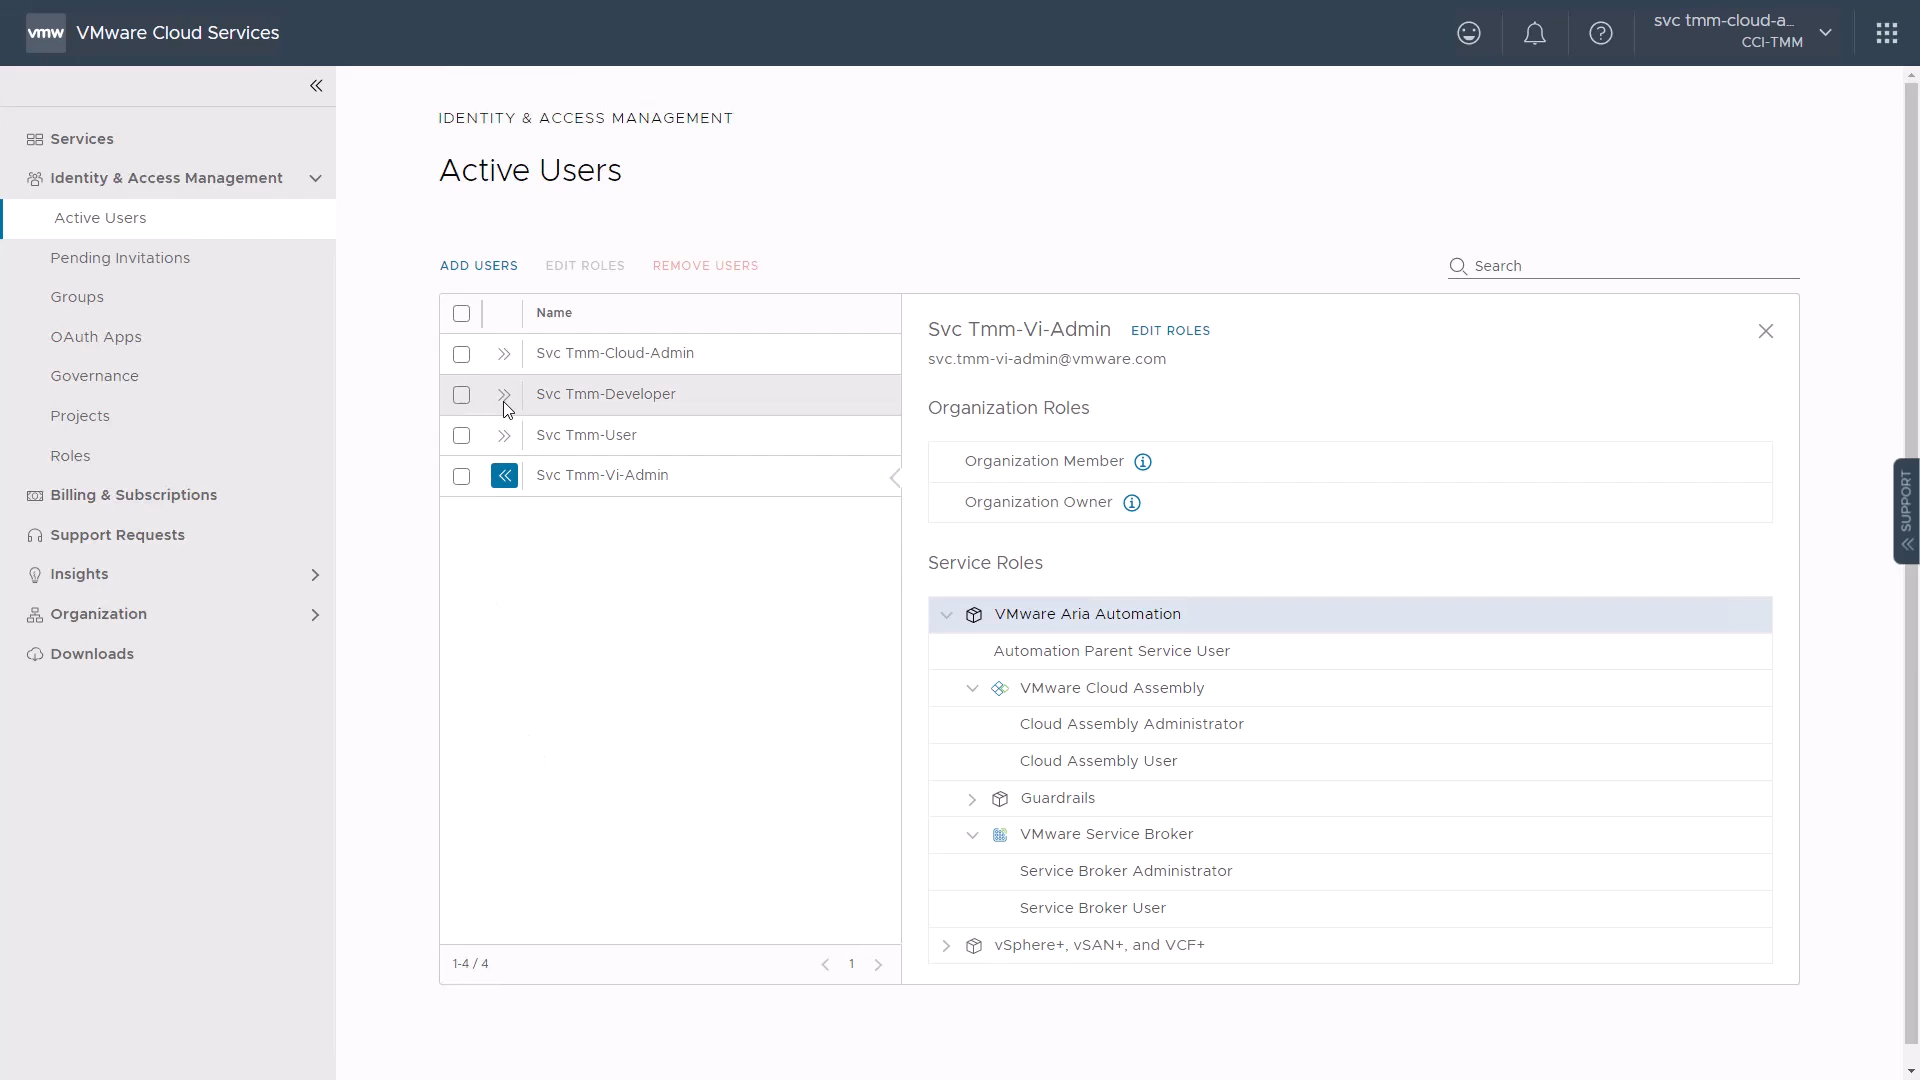 vmw VMware Cloud Services
svc tmm-cloud-a...
CCI-TMM
Services
Identity & Access Management
Active Users
Pending Invitations
Groups
OAuth Apps
Governance
Projects
Roles
Billing & Subscriptions
Support Requests
Insights
Organization
Downloads
IDENTITY & ACCESS MANAGEMENT
Active Users
ADD USERS EDIT ROLES REMOVE USERS
Search
Name
Svc Tmm-Cloud-Admin
Svc Tmm-Developer
Svc Tmm-User
Svc Tmm-Vi-Admin
1-4 / 4
1
Svc Tmm-Vi-Admin EDIT ROLES
svc.tmm-vi-admin@vmware.com
Organization Roles
Organization Member
Organization Owner
Service Roles
VMware Aria Automation
Automation Parent Service User
VMware Cloud Assembly
Cloud Assembly Administrator
Cloud Assembly User
Guardrails
VMware Service Broker
Service Broker Administrator
Service Broker User
vSphere+, vSAN+, and VCF+
SUPPORT